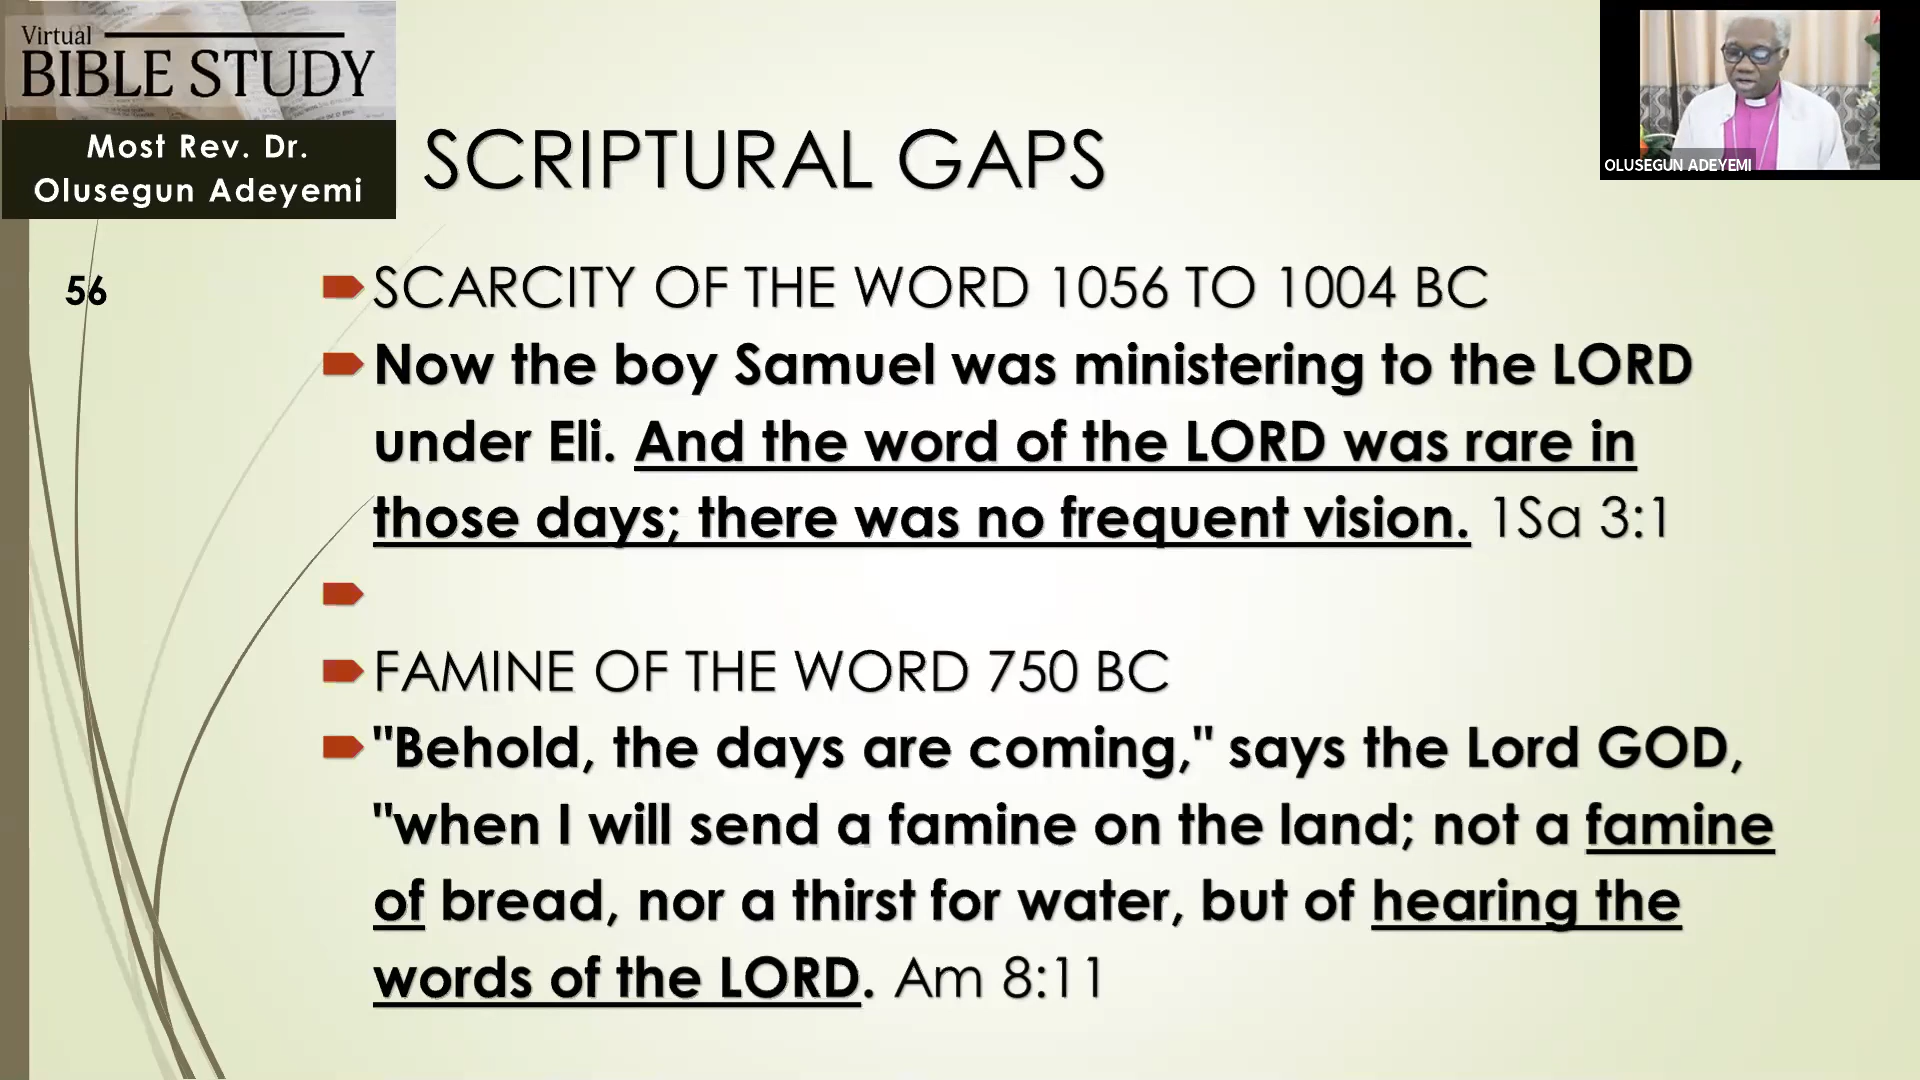 Virtual
BIBLE STUDY
Most Rev. Dr.
Olusegun Adeyemi
OLUSEGUN ADEYEMI
SCRIPTURAL GAPS
56
SCARCITY OF THE WORD 1056 TO 1004 BC
Now the boy Samuel was ministering to the LORD
under Eli. And the word of the LORD was rare in
those days; there was no frequent vision. 1Sa 3:1
FAMINE OF THE WORD 750 BC
"Behold, the days are coming," says the Lord GOD,
"when I will send a famine on the land; not a famine
of bread, nor a thirst for water, but of hearing the
words of the LORD. Am 8:11